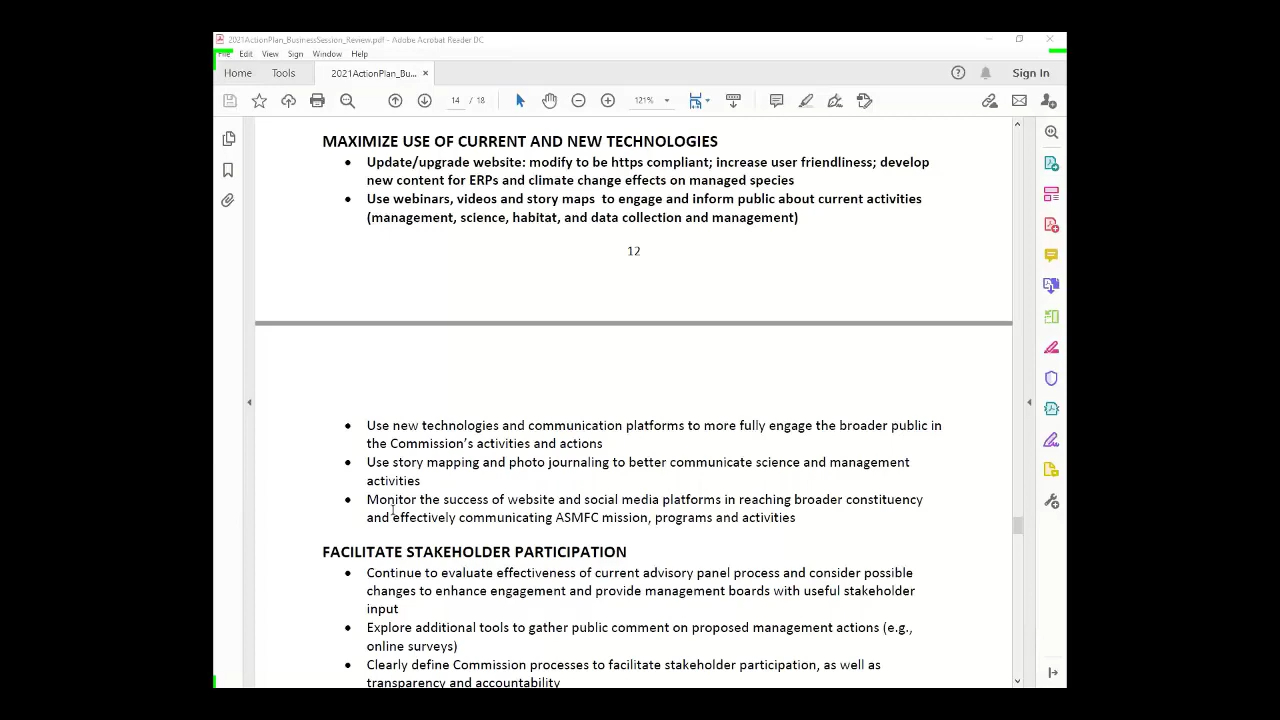 2021ActionPlan_BusinessSession_Review.pdf - Adobe Acrobat Reader DC
File Edit View Sign Window Help
Home Tools 2021ActionPlan_Bu... × Sign In
14 / 18 121%
MAXIMIZE USE OF CURRENT AND NEW TECHNOLOGIES
• Update/upgrade website: modify to be https compliant; increase user friendliness; develop
new content for ERPs and climate change effects on managed species
• Use webinars, videos and story maps to engage and inform public about current activities
(management, science, habitat, and data collection and management)
12
• Use new technologies and communication platforms to more fully engage the broader public in
the Commission's activities and actions
• Use story mapping and photo journaling to better communicate science and management
activities
• Monitor the success of website and social media platforms in reaching broader constituency
and effectively communicating ASMFC mission, programs and activities
FACILITATE STAKEHOLDER PARTICIPATION
• Continue to evaluate effectiveness of current advisory panel process and consider possible
changes to enhance engagement and provide management boards with useful stakeholder
input
• Explore additional tools to gather public comment on proposed management actions (e.g.,
online surveys)
• Clearly define Commission processes to facilitate stakeholder participation, as well as
transparency and accountability